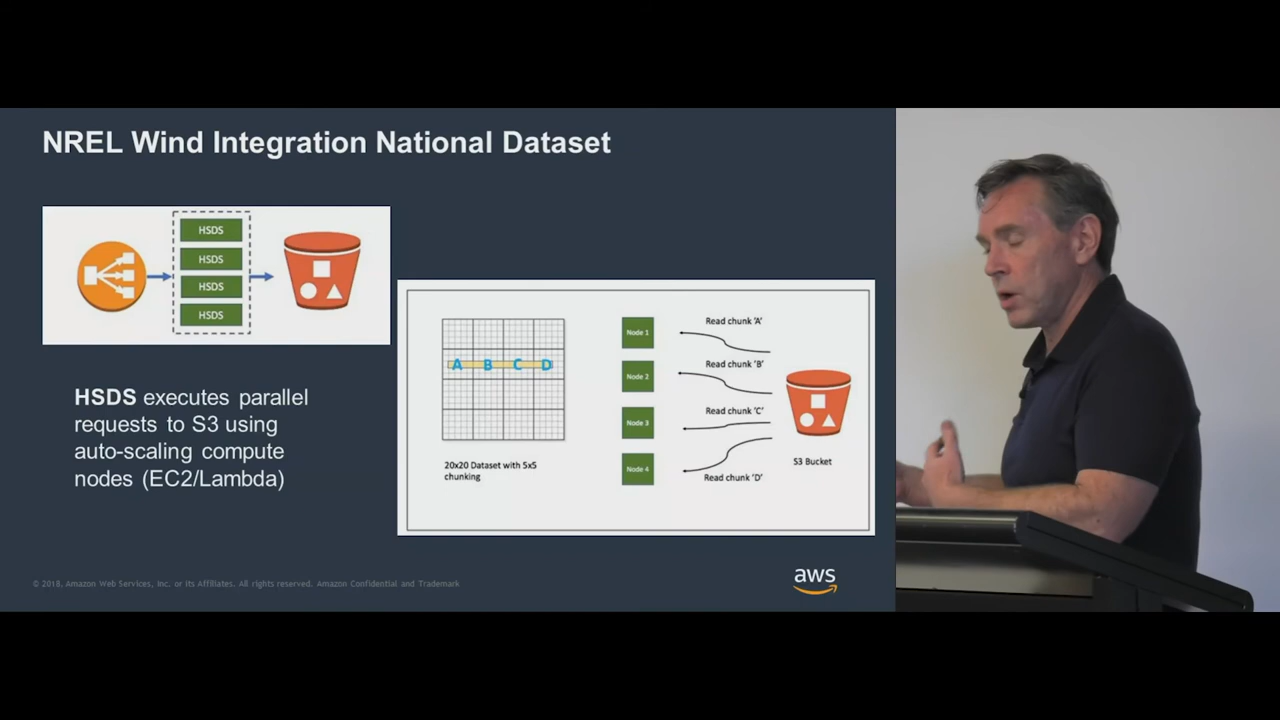 NREL Wind Integration National Dataset
HSDS
HSDS
HSDS
HSDS
HSDS executes parallel
requests to S3 using
auto-scaling compute
nodes (EC2/Lambda)
A B C D
20x20 Dataset with 5x5
chunking
Node 1
Node 2
Node 3
Node 4
Read chunk 'A'
Read chunk 'B'
Read chunk 'C'
Read chunk 'D'
S3 Bucket
© 2018, Amazon Web Services, Inc. or its Affiliates. All rights reserved. Amazon Confidential and Trademark
aws